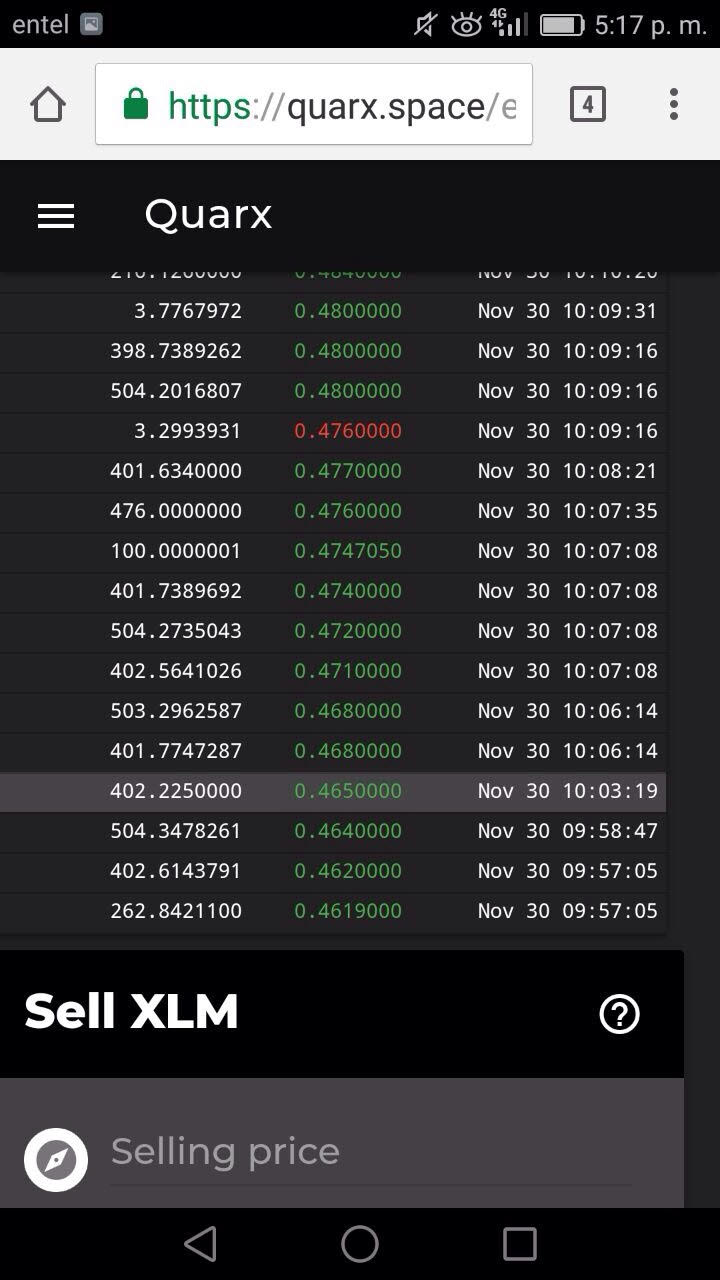 entel 4G 5:17 p. m.
https://quarx.space/e 4
Quarx
3.7767972 0.4800000 Nov 30 10:09:31
398.7389262 0.4800000 Nov 30 10:09:16
504.2016807 0.4800000 Nov 30 10:09:16
3.2993931 0.4760000 Nov 30 10:09:16
401.6340000 0.4770000 Nov 30 10:08:21
476.0000000 0.4760000 Nov 30 10:07:35
100.0000001 0.4747050 Nov 30 10:07:08
401.7389692 0.4740000 Nov 30 10:07:08
504.2735043 0.4720000 Nov 30 10:07:08
402.5641026 0.4710000 Nov 30 10:07:08
503.2962587 0.4680000 Nov 30 10:06:14
401.7747287 0.4680000 Nov 30 10:06:14
402.2250000 0.4650000 Nov 30 10:03:19
504.3478261 0.4640000 Nov 30 09:58:47
402.6143791 0.4620000 Nov 30 09:57:05
262.8421100 0.4619000 Nov 30 09:57:05
Sell XLM ?
Selling price